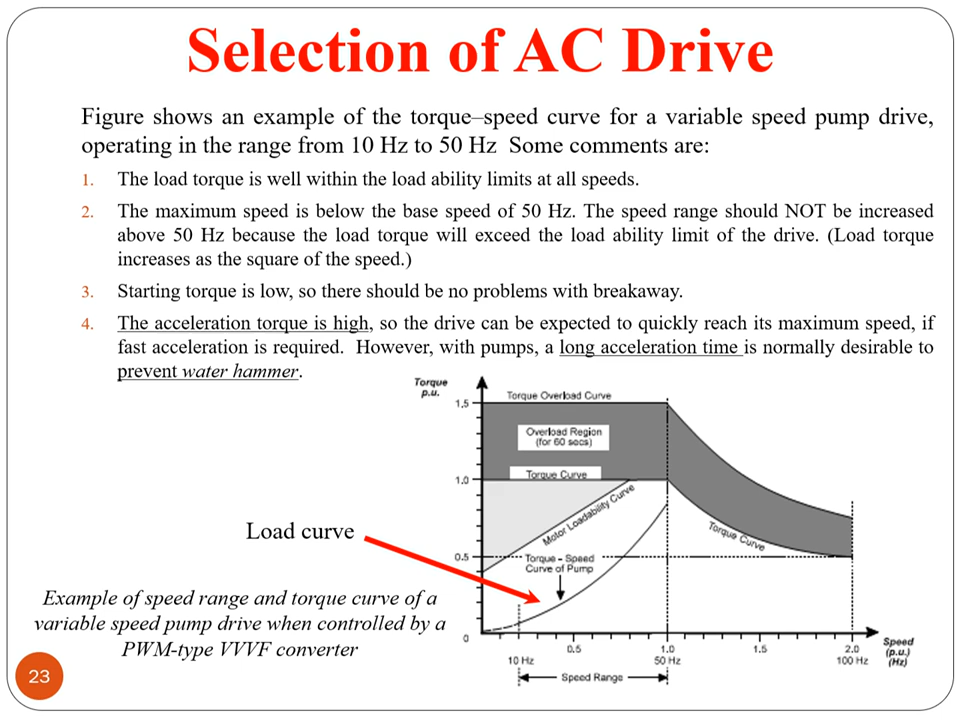 Selection of AC Drive
Figure shows an example of the torque–speed curve for a variable speed pump drive,
operating in the range from 10 Hz to 50 Hz Some comments are:
1. The load torque is well within the load ability limits at all speeds.
2. The maximum speed is below the base speed of 50 Hz. The speed range should NOT be increased
above 50 Hz because the load torque will exceed the load ability limit of the drive. (Load torque
increases as the square of the speed.)
3. Starting torque is low, so there should be no problems with breakaway.
4. The acceleration torque is high, so the drive can be expected to quickly reach its maximum speed, if
fast acceleration is required. However, with pumps, a long acceleration time is normally desirable to
prevent water hammer.
Torque
p.u.
1.5
Torque Overload Curve
Overload Region
(for 60 secs)
1.0
Torque Curve
Motor Loadability Curve
Load curve
Torque Curve
0.5
Torque – Speed
Curve of Pump
Example of speed range and torque curve of a
variable speed pump drive when controlled by a
PWM-type VVVF converter
0
0.5 1.0 1.5 2.0
Speed
(p.u.)
(Hz)
10 Hz 50 Hz 100 Hz
Speed Range
23